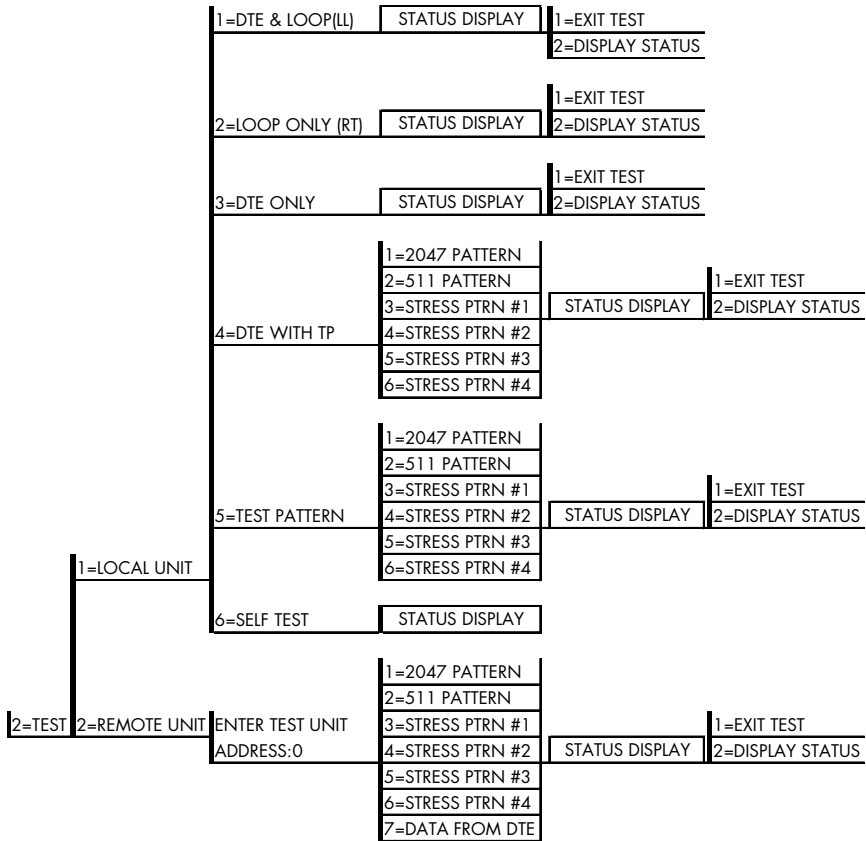 1=DTE & LOOP(LL) STATUS DISPLAY 1=EXIT TEST
2=DISPLAY STATUS
1=EXIT TEST
2=LOOP ONLY (RT) STATUS DISPLAY 2=DISPLAY STATUS
1=EXIT TEST
3=DTE ONLY STATUS DISPLAY 2=DISPLAY STATUS
1=2047 PATTERN
2=511 PATTERN 1=EXIT TEST
3=STRESS PTRN #1 STATUS DISPLAY 2=DISPLAY STATUS
4=DTE WITH TP 4=STRESS PTRN #2
5=STRESS PTRN #3
6=STRESS PTRN #4
1=2047 PATTERN
2=511 PATTERN
3=STRESS PTRN #1 1=EXIT TEST
5=TEST PATTERN 4=STRESS PTRN #2 STATUS DISPLAY 2=DISPLAY STATUS
5=STRESS PTRN #3
1=LOCAL UNIT 6=STRESS PTRN #4
6=SELF TEST STATUS DISPLAY
1=2047 PATTERN
2=511 PATTERN
2=TEST 2=REMOTE UNIT ENTER TEST UNIT 3=STRESS PTRN #1 1=EXIT TEST
ADDRESS:0 4=STRESS PTRN #2 STATUS DISPLAY 2=DISPLAY STATUS
5=STRESS PTRN #3
6=STRESS PTRN #4
7=DATA FROM DTE